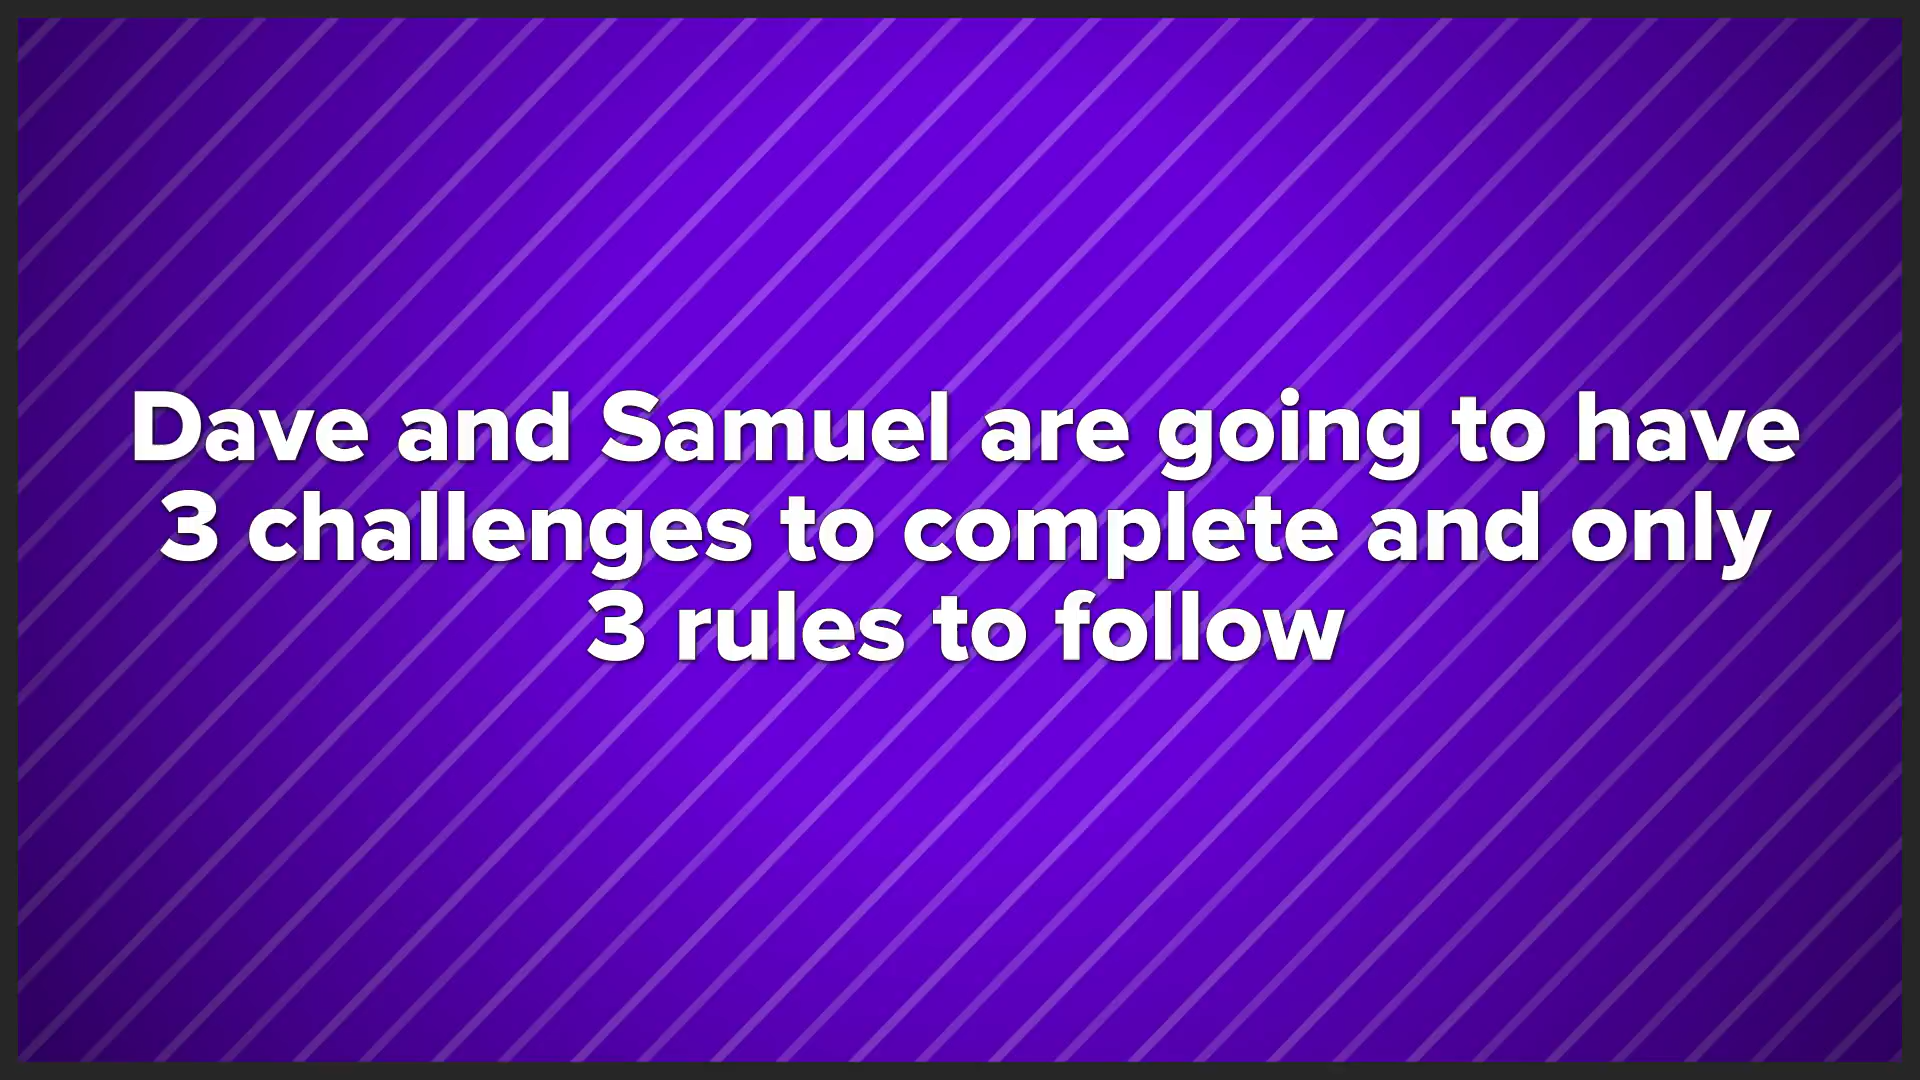 Dave and Samuel are going to have
3 challenges to complete and only
3 rules to follow